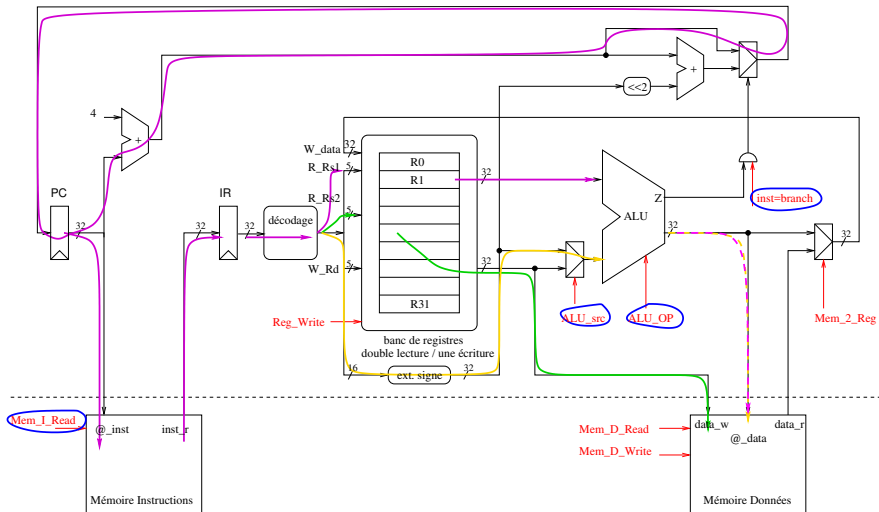 <<2
+
4
+
W_data
32
R_Rs1
5
R0
R1
32
PC
IR
R_Rs2
5
Z
inst=branch
décodage
ALU
32
32
32
32
32
W_Rd
5
32
R31
Reg_Write
ALU_src
ALU_OP
Mem_2_Reg
banc de registres
double lecture / une écriture
16
ext. signe
32
Mem_I_Read
@_inst
inst_r
Mem_D_Read
data_w
data_r
@_data
Mem_D_Write
Mémoire Instructions
Mémoire Données